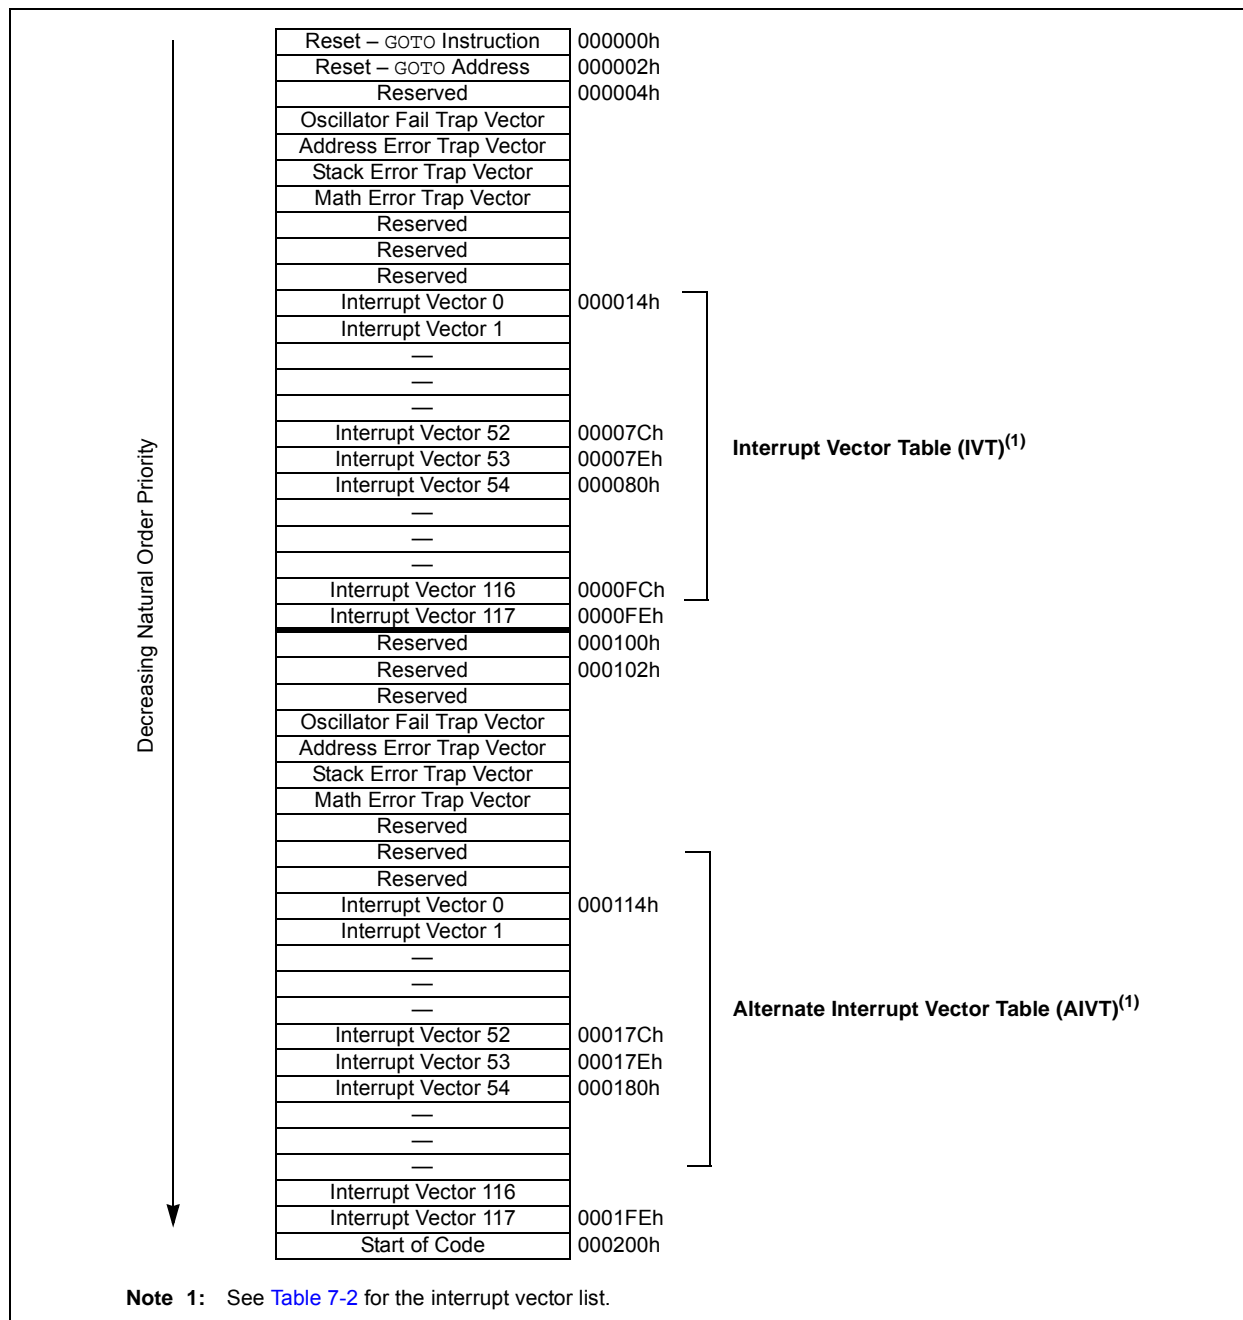 Reset – GOTO Instruction 000000h
Reset – GOTO Address 000002h
Reserved 000004h
Oscillator Fail Trap Vector
Address Error Trap Vector
Stack Error Trap Vector
Math Error Trap Vector
Reserved
Reserved
Reserved
Interrupt Vector 0 000014h
Interrupt Vector 1
—
—
—
Interrupt Vector 52 00007Ch
Interrupt Vector 53 00007Eh
Interrupt Vector 54 000080h
—
—
—
Interrupt Vector 116 0000FCh
Interrupt Vector 117 0000FEh
Reserved 000100h
Reserved 000102h
Reserved
Oscillator Fail Trap Vector
Address Error Trap Vector
Stack Error Trap Vector
Math Error Trap Vector
Reserved
Reserved
Reserved
Interrupt Vector 0 000114h
Interrupt Vector 1
—
—
—
Interrupt Vector 52 00017Ch
Interrupt Vector 53 00017Eh
Interrupt Vector 54 000180h
—
—
—
Interrupt Vector 116
Interrupt Vector 117 0001FEh
Start of Code 000200h
Decreasing Natural Order Priority
Interrupt Vector Table (IVT)(1)
Alternate Interrupt Vector Table (AIVT)(1)
Note 1: See Table 7-2 for the interrupt vector list.